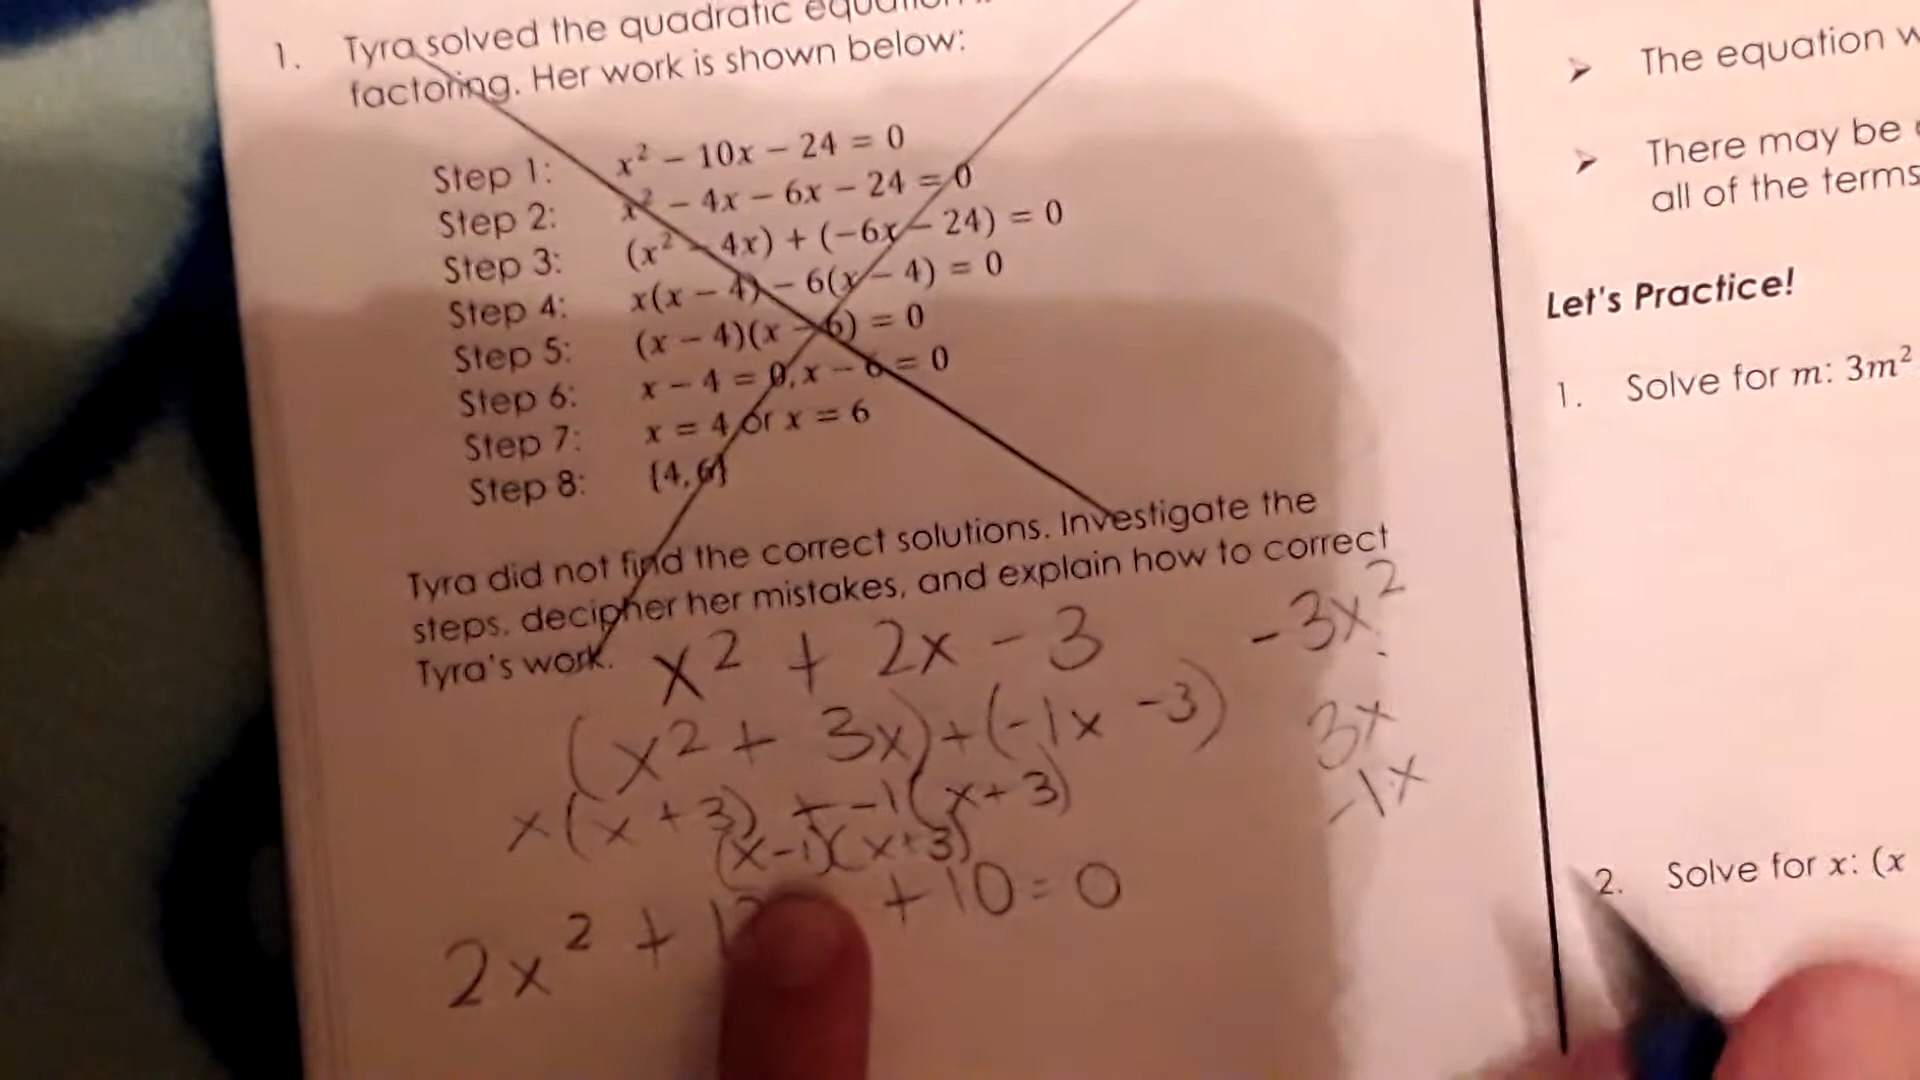 1. Tyra solved the quadratic
factoring. Her work is shown below:
Step 1: x² − 10x − 24 = 0
Step 2: x² − 4x − 6x − 24 = 0
Step 3: (x² − 4x) + (−6x − 24) = 0
Step 4: x(x − 4) − 6(x − 4) = 0
Step 5: (x − 4)(x − 6) = 0
Step 6: x − 4 = 0, x − 6 = 0
Step 7: x = 4 or x = 6
Step 8: {4, 6}
Tyra did not find the correct solutions. Investigate the
steps, decipher her mistakes, and explain how to correct
Tyra's work.
x² + 2x − 3
(x² + 3x) + (−1x − 3)
x(x + 3) + −1(x + 3)
(x−1)(x+3)
2x² + + 10 = 0
−3x²
3x
−1x
➤ The equation
➤ There may be
all of the terms
Let's Practice!
1. Solve for m: 3m²
2. Solve for x: (x